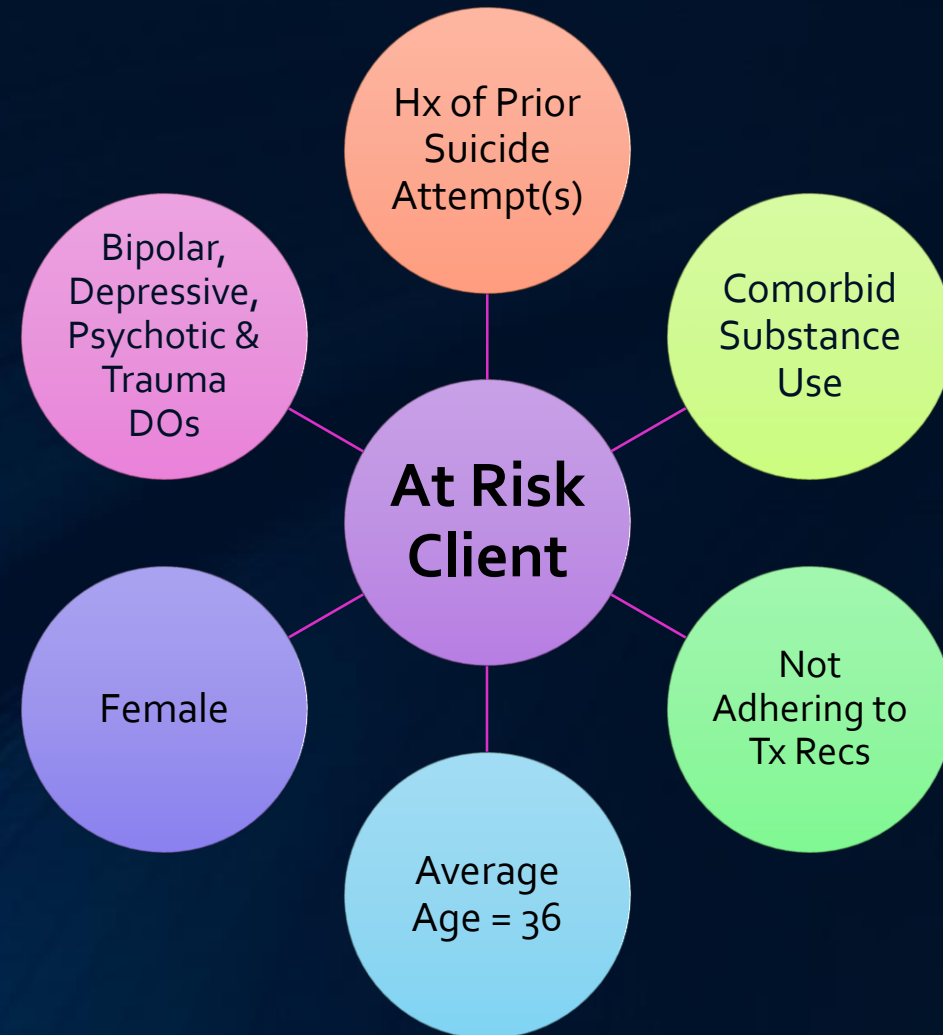 Hx of Prior
Suicide
Attempt(s)
Bipolar,
Depressive,
Psychotic &
Trauma
DOs
Comorbid
Substance
Use
At Risk
Client
Female
Not
Adhering to
Tx Recs
Average
Age = 36